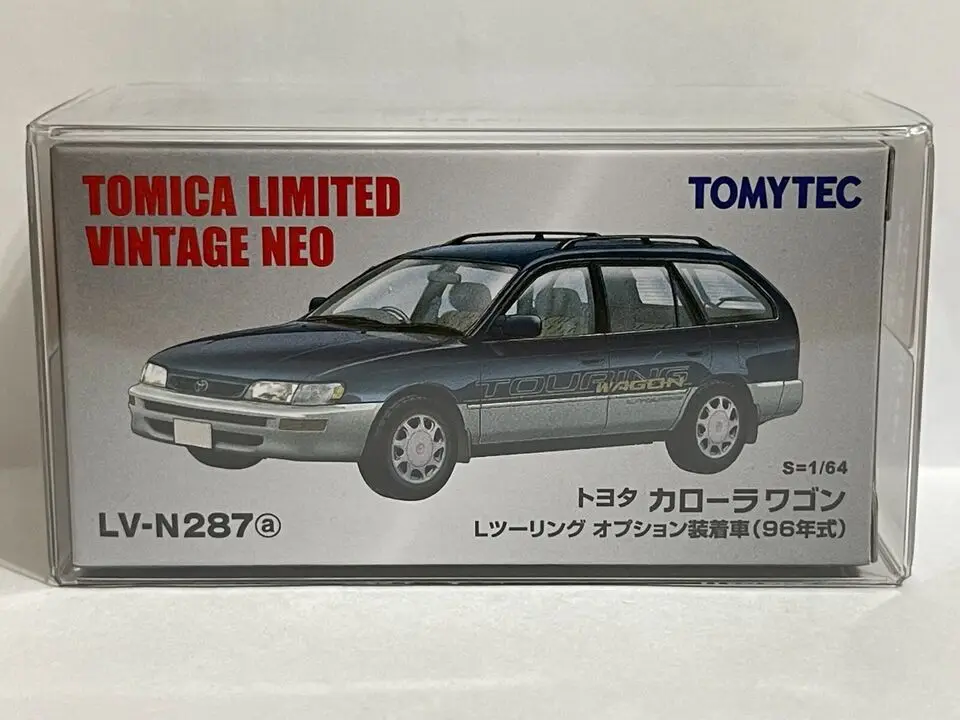 TOMICA LIMITED
VINTAGE NEO
TOMYTEC
TOURING
WAGON
S=1/64
トヨタ カローラワゴン
LV-N287ⓐ
Lツーリング オプション装着車(96年式)